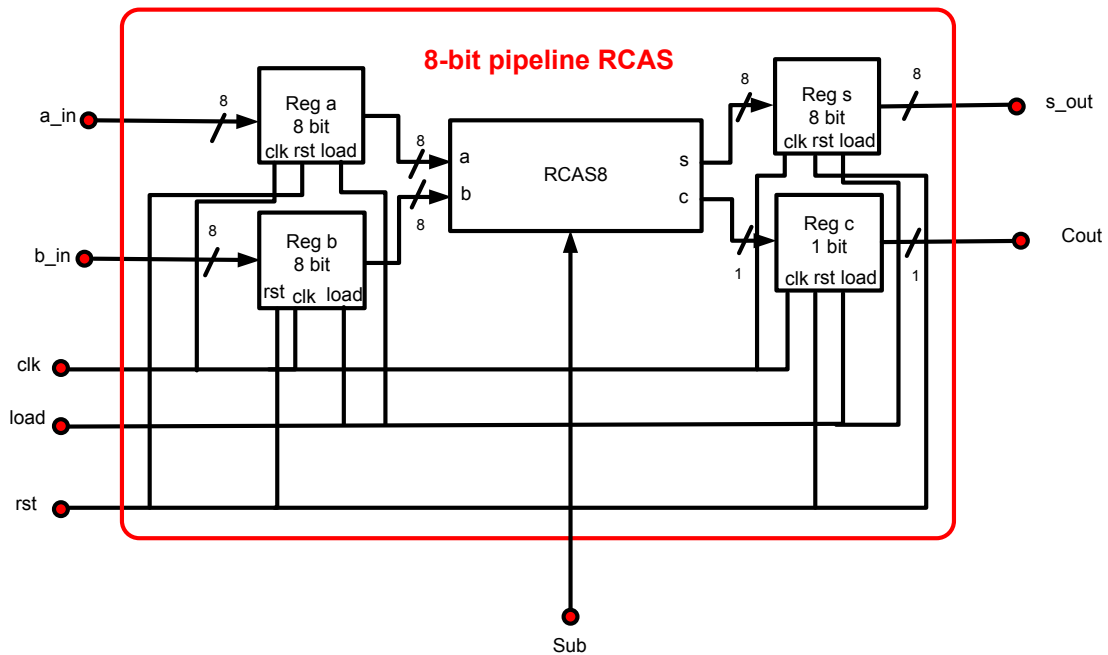 8-bit pipeline RCAS
a_in
8
Reg a
8 bit
clk rst load
8
a
b
8
RCAS8
s
c
8
Reg s
8 bit
clk rst load
8
s_out
b_in
8
Reg b
8 bit
rst clk load
1
Reg c
1 bit
clk rst load
1
Cout
clk
load
rst
Sub